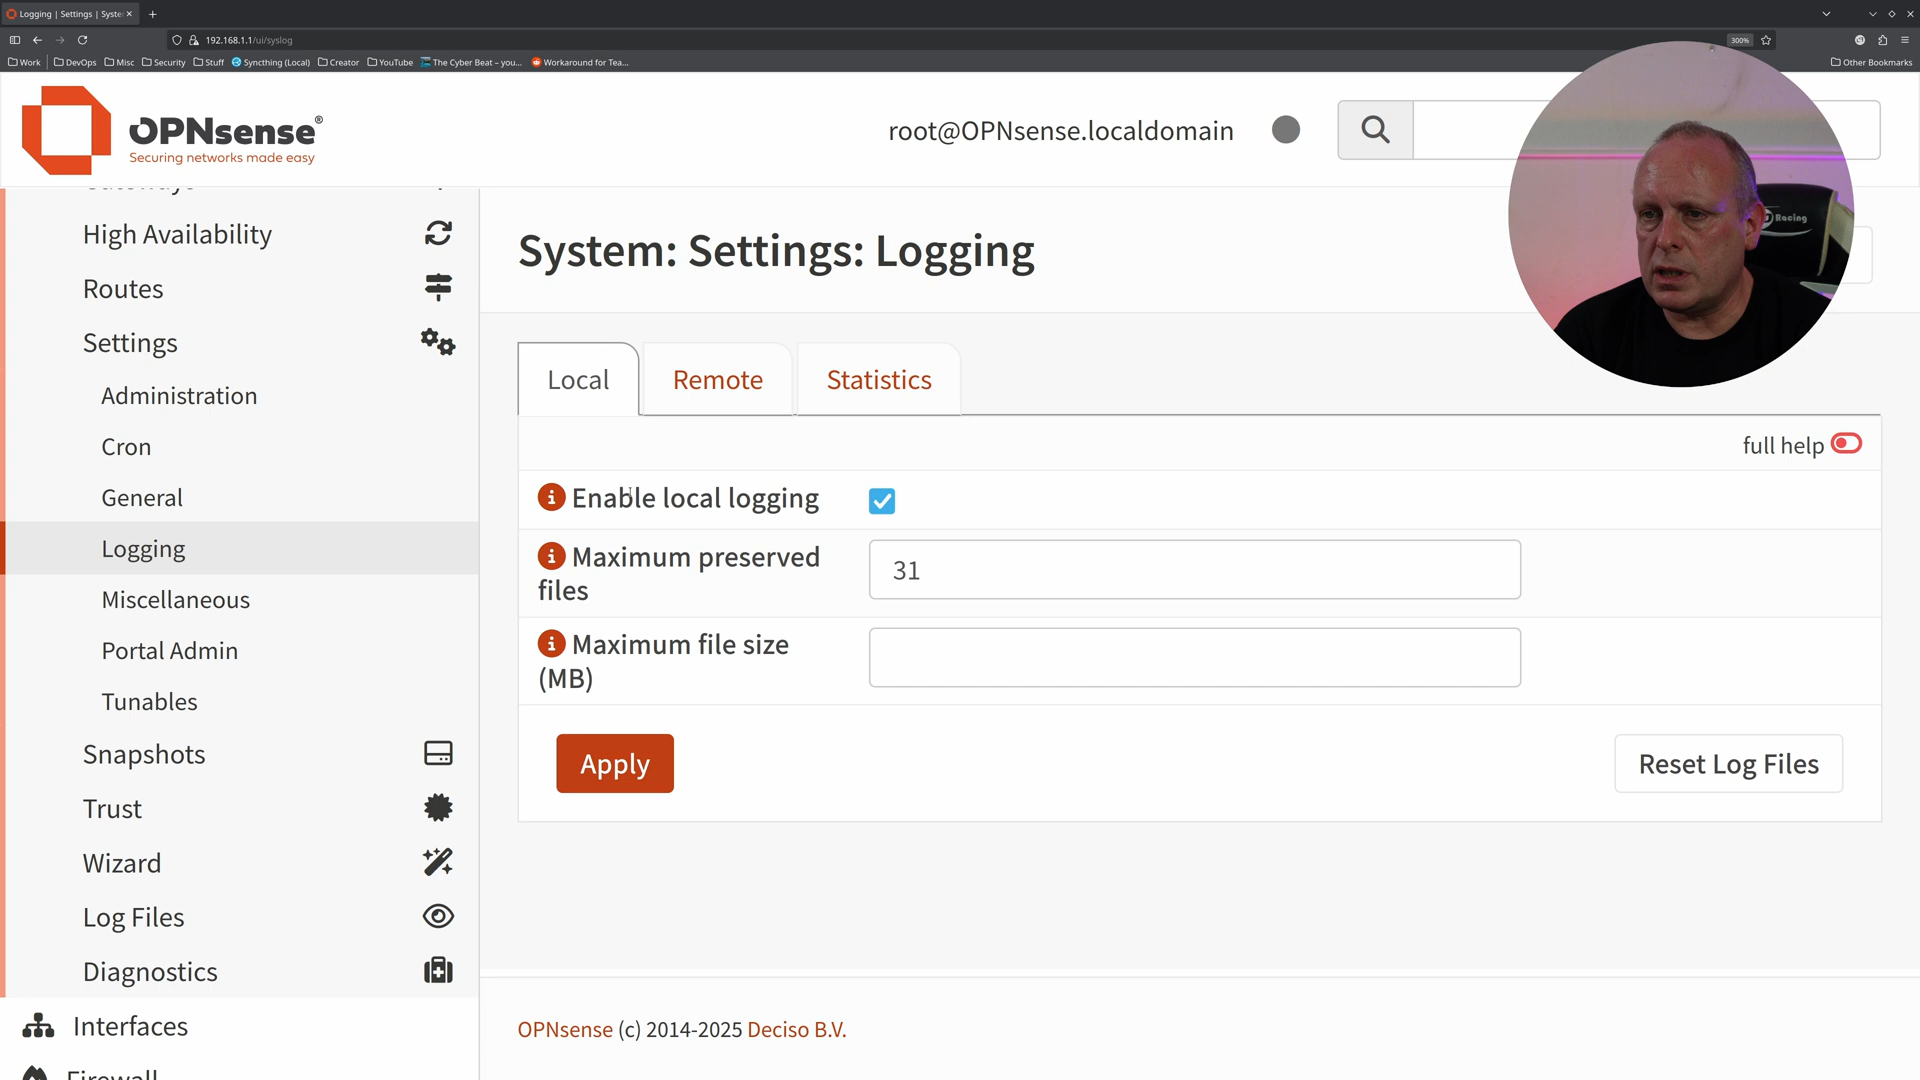 Logging | Settings | Syste
192.168.1.1/ui/syslog
300%
Work
DevOps
Misc
Security
Stuff
Syncthing (Local)
Creator
YouTube
The Cyber Beat – you...
Workaround for Tea...
Other Bookmarks
OPNsense®
Securing networks made easy
root@OPNsense.localdomain
High Availability
Routes
Settings
Administration
Cron
General
Logging
Miscellaneous
Portal Admin
Tunables
Snapshots
Trust
Wizard
Log Files
Diagnostics
Interfaces
Firewall
System: Settings: Logging
Racing
Local
Remote
Statistics
full help
Enable local logging
Maximum preserved
files
31
Maximum file size
(MB)
Apply
Reset Log Files
OPNsense (c) 2014-2025 Deciso B.V.